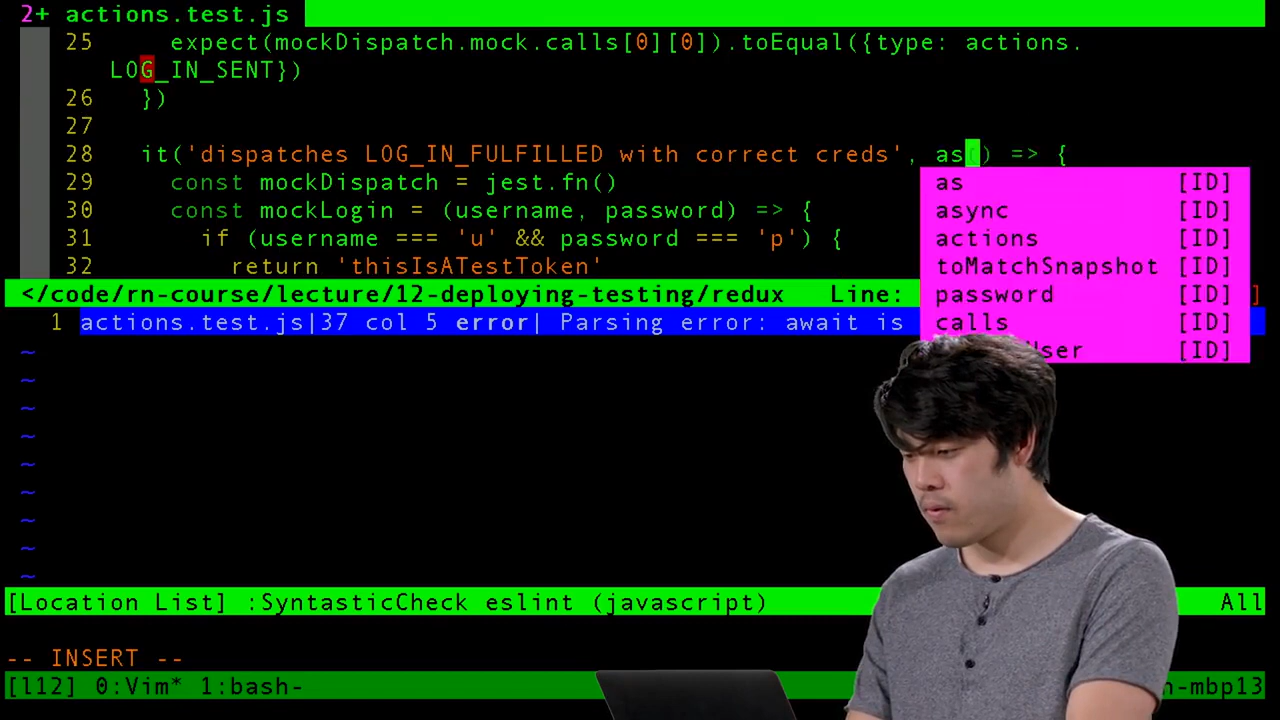 2+ actions.test.js
25 expect(mockDispatch.mock.calls[0][0]).toEqual({type: actions.
LOG_IN_SENT})
26 })
27
28 it('dispatches LOG_IN_FULFILLED with correct creds', as() => {
29 const mockDispatch = jest.fn()
as [ID]
30 const mockLogin = (username, password) => {
async [ID]
31 if (username === 'u' && password === 'p') {
actions [ID]
32 return 'thisIsATestToken'
toMatchSnapshot [ID]
</code/rn-course/lecture/12-deploying-testing/redux Line:
password [ID] ]
1 actions.test.js|37 col 5 error| Parsing error: await is
calls [ID]
[ID]
~
~
~
~
~
~
~
~
~
[Location List] :SyntasticCheck eslint (javascript) All
-- INSERT --
[l12] 0:Vim* 1:bash- -mbp13